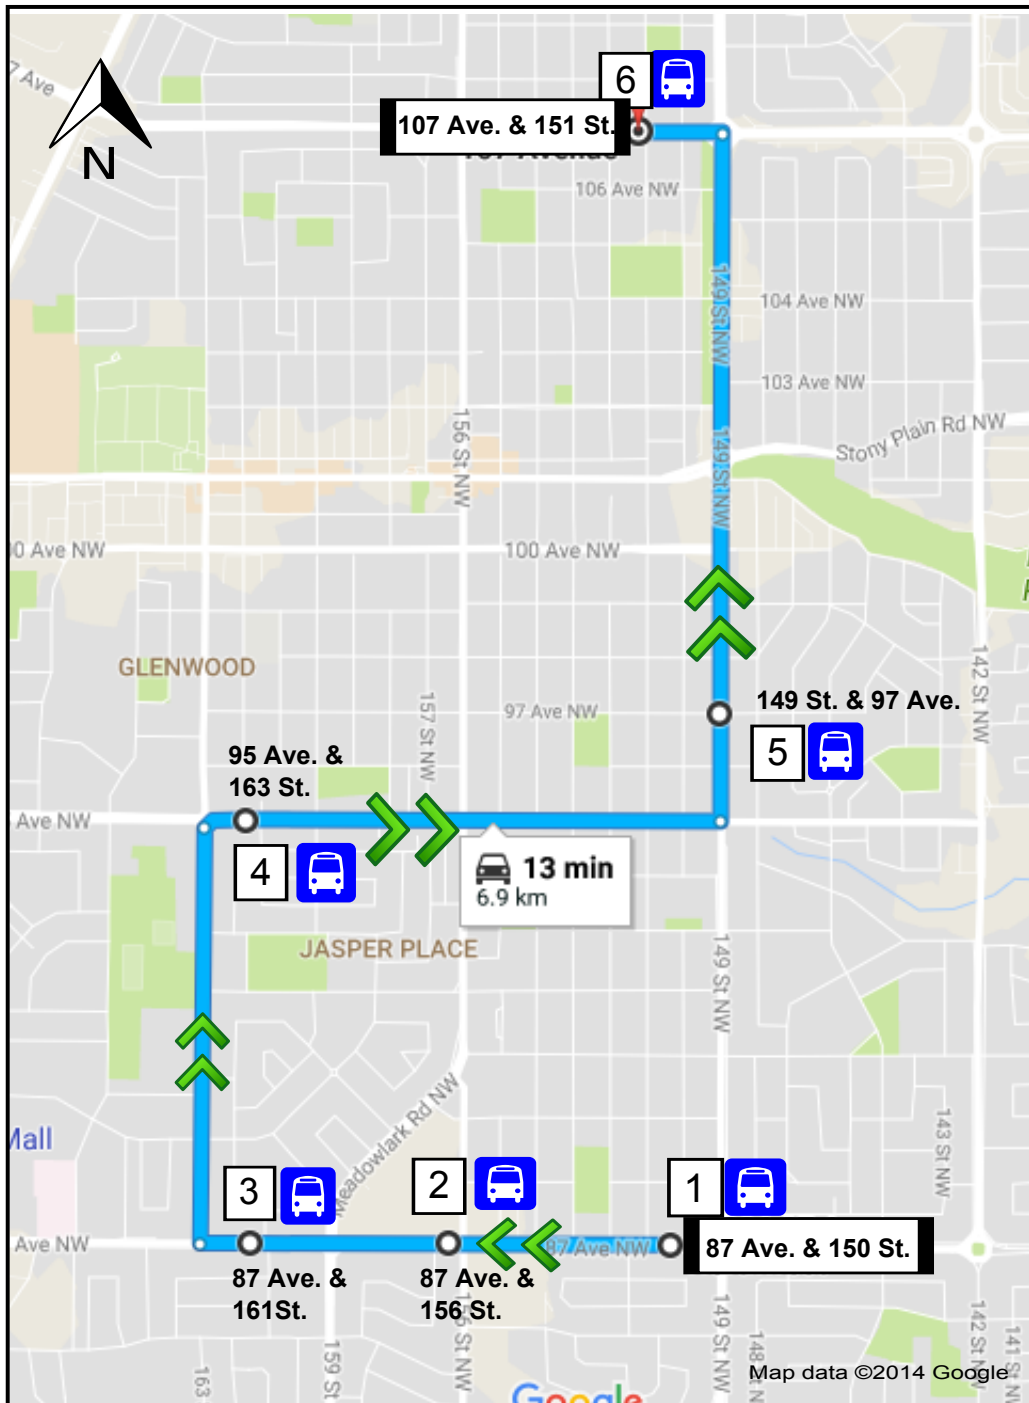 6
7 Ave
107 Ave. & 151 St.
N
106 Ave NW
149 St NW
104 Ave NW
103 Ave NW
156 St NW
Stony Plain Rd NW
149 St NW
00 Ave NW
100 Ave NW
GLENWOOD
142 St NW
157 St NW
97 Ave NW
149 St. & 97 Ave.
5
95 Ave. &
163 St.
Ave NW
4
13 min
6.9 km
JASPER PLACE
149 St NW
Meadowlark Rd NW
143 St NW
Mall
3
2
1
Ave NW
87 Ave NW
87 Ave. & 150 St.
87 Ave. &
161St.
87 Ave. &
156 St.
156 St NW
159 St
163
149 St NW
148 St N
142 St NW
141 St N
Map data ©2014 Google
Google